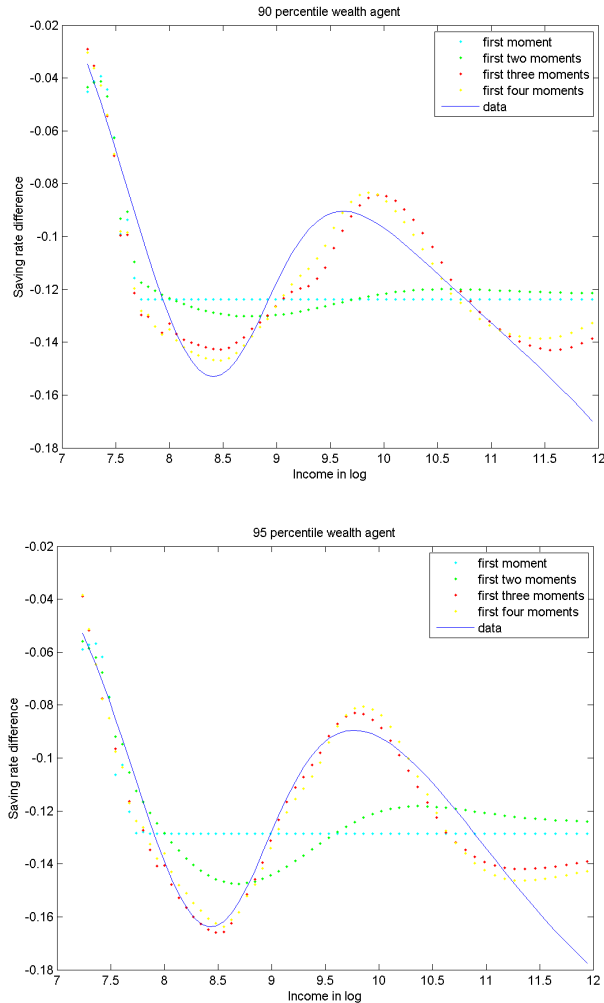 90 percentile wealth agent
-0.02
-0.04
-0.06
-0.08
-0.1
-0.12
-0.14
-0.16
-0.18
Saving rate difference
first moment
first two moments
first three moments
first four moments
data
7
7.5
8
8.5
9
9.5
10
10.5
11
11.5
12
Income in log
95 percentile wealth agent
-0.02
-0.04
-0.06
-0.08
-0.1
-0.12
-0.14
-0.16
-0.18
Saving rate difference
first moment
first two moments
first three moments
first four moments
data
7
7.5
8
8.5
9
9.5
10
10.5
11
11.5
12
Income in log